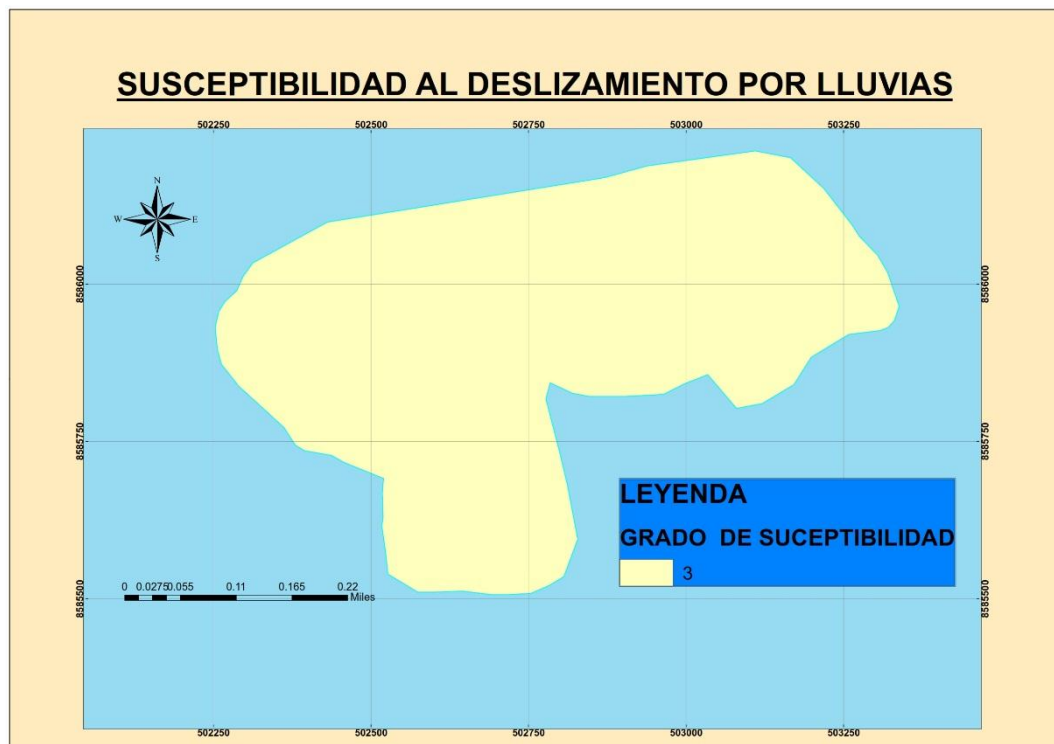 SUSCEPTIBILIDAD AL DESLIZAMIENTO POR LLUVIAS
502250 502500 502750 503000 503250
N
W E
S
8586000 8586000
8585750 8585750
LEYENDA
GRADO DE SUCEPTIBILIDAD
3
0 0.0275 0.055 0.11 0.165 0.22
Miles
8585500 8585500
502250 502500 502750 503000 503250